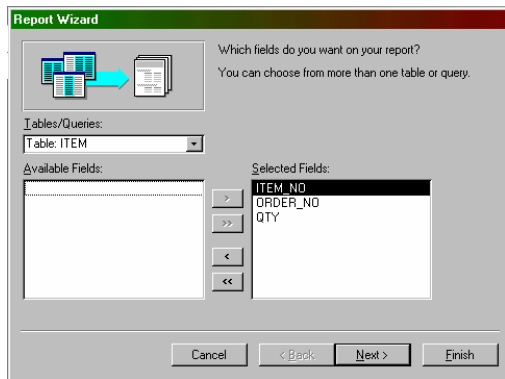 Report Wizard
Which fields do you want on your report?
You can choose from more than one table or query.
Tables/Queries:
Table: ITEM
Available Fields:
Selected Fields:
ITEM_NO
ORDER_NO
QTY
>
>>
<
<<
Cancel
< Back
Next >
Finish